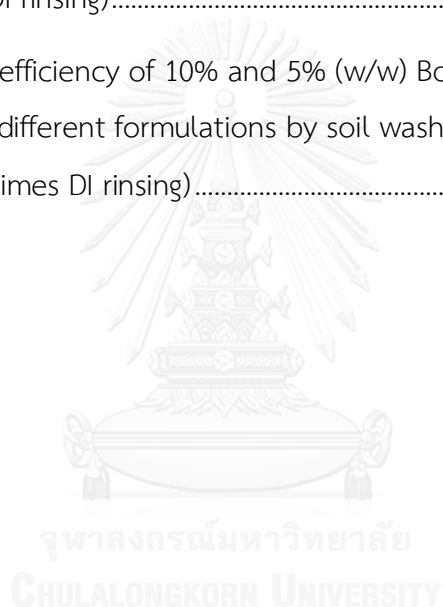 DI rinsing)
efficiency of 10% and 5% (w/w) Bo
different formulations by soil wash
imes DI rinsing)
จุฬาลงกรณ์มหาวิทยาลัย
CHULALONGKORN UNIVERSITY